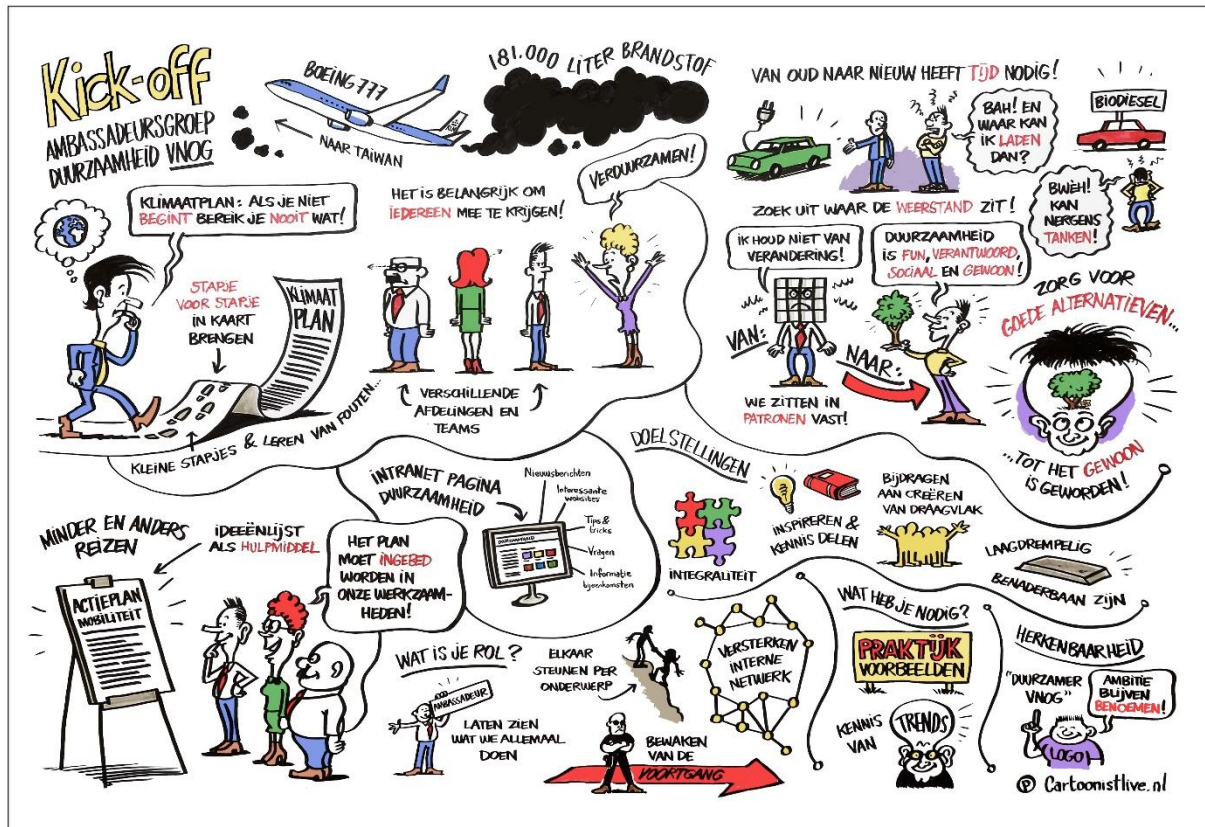 Kick-off
AMBASSADEURSGROEP
DUURZAAMHEID VNOG
BOEING 777
NAAR TAIWAN
181.000 LITER BRANDSTOF
KLIMAATPLAN: ALS JE NIET
BEGINT BEREIK JE NOOIT WAT!
STAPJE
VOOR STAPJE
IN KAART
BRENGEN
KLIMAAT
PLAN
KLEINE STAPJES & LEREN VAN FOUTEN...
HET IS BELANGRIJK OM
IEDEREEN MEE TE KRIJGEN!
VERDUURZAMEN!
VERSCHILLENDE
AFDELINGEN EN
TEAMS
VAN OUD NAAR NIEUW HEEFT TIJD NODIG!
BAH! EN
WAAR KAN
IK LADEN
DAN?
BIODIESEL
BWEH!
KAN
NERGENS
TANKEN!
ZOEK UIT WAAR DE WEERSTAND ZIT!
IK HOUD NIET VAN
VERANDERING!
DUURZAAMHEID
IS FUN, VERANTWOORD,
SOCIAAL EN GEWOON!
VAN:
NAAR:
WE ZITTEN IN
PATRONEN VAST!
ZORG VOOR
GOEDE ALTERNATIEVEN...
...TOT HET GEWOON
IS GEWORDEN!
MINDER EN ANDERS
REIZEN
IDEEËNLIJST
ALS HULPMIDDEL
ACTIEPLAN
MOBILITEIT
HET PLAN
MOET INGEBED
WORDEN IN
ONZE WERKZAAM-
HEDEN!
INTRANET PAGINA
DUURZAAMHEID
Nieuwsberichten
Interessante
websites
Tips &
tricks
Vragen
Informatie
bijeenkomsten
DOELSTELLINGEN
INTEGRALITEIT
INSPIREREN &
KENNIS DELEN
BIJDRAGEN
AAN CREËREN
VAN DRAAGVLAK
LAAGDREMPELIG
BENADERBAAN ZIJN
WAT IS JE ROL?
AMBASSADEUR
LATEN ZIEN
WAT WE ALLEMAAL
DOEN
ELKAAR
STEUNEN PER
ONDERWERP
BEWAKEN
VAN DE
VOORTGANG
VERSTERKEN
INTERNE
NETWERK
WAT HEB JE NODIG?
PRAKTIJK
VOORBEELDEN
KENNIS
VAN
TRENDS
HERKENBAARHEID
"DUURZAMER
VNOG"
AMBITIE
BLIJVEN
BENOEMEN!
LOGO
Ⓟ Cartoonistlive.nl